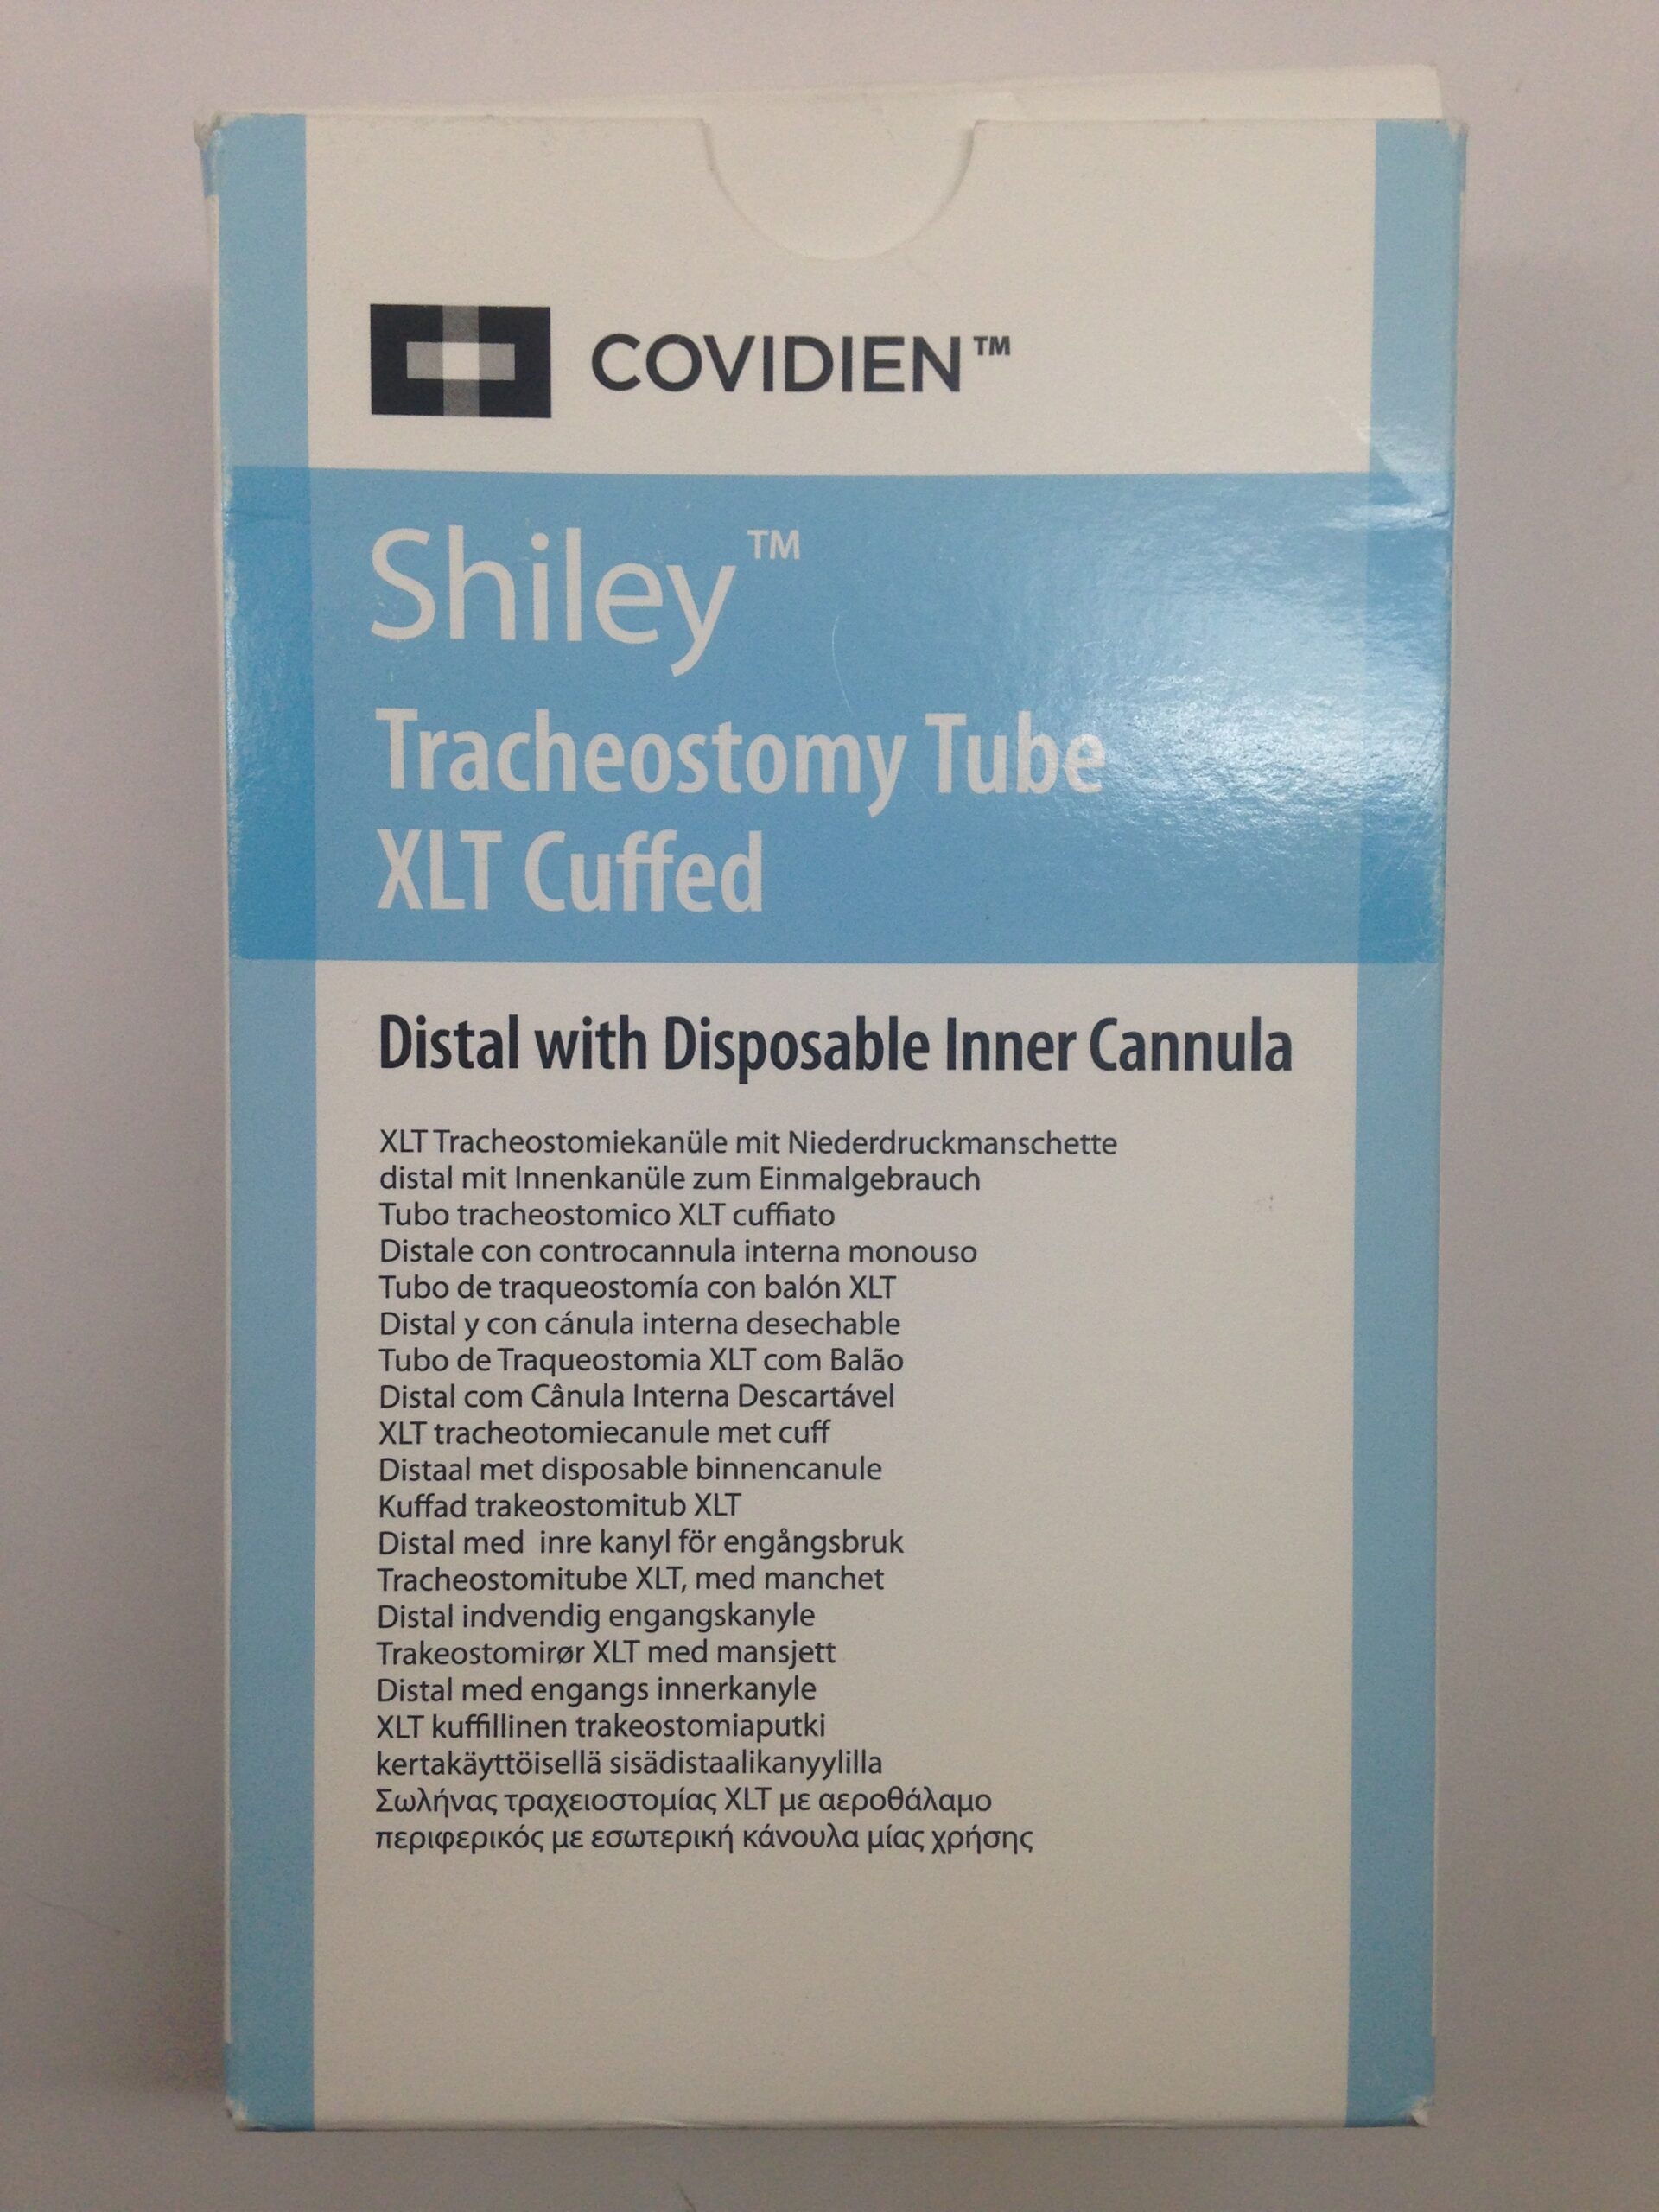 COVIDIEN™
Shiley™
Tracheostomy Tube
XLT Cuffed
Distal with Disposable Inner Cannula
XLT Tracheostomiekanüle mit Niederdruckmanschette
distal mit Innenkanüle zum Einmalgebrauch
Tubo tracheostomico XLT cuffiato
Distale con controcannula interna monouso
Tubo de traqueostomía con balón XLT
Distal y con cánula interna desechable
Tubo de Traqueostomia XLT com Balão
Distal com Cânula Interna Descartável
XLT tracheotomiecanule met cuff
Distaal met disposable binnencanule
Kuffad trakeostomitub XLT
Distal med inre kanyl för engångsbruk
Tracheostomitube XLT, med manchet
Distal indvendig engangskanyle
Trakeostomirør XLT med mansjett
Distal med engangs innerkanyle
XLT kuffillinen trakeostomiaputki
kertakäyttöisellä sisädistaalikanyylilla
Σωλήνας τραχειοστομίας XLT με αεροθάλαμο
περιφερικός με εσωτερική κάνουλα μίας χρήσης